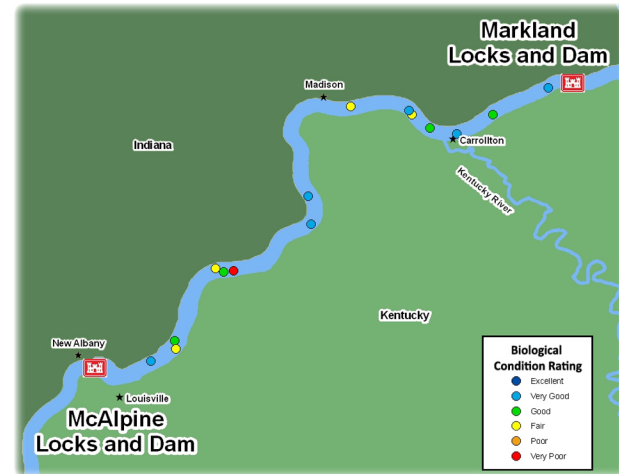 Markland
Locks and Dam
Madison
Carrollton
Indiana
Kentucky River
Kentucky
New Albany
Louisville
McAlpine
Locks and Dam
Biological
Condition Rating
Excellent
Very Good
Good
Fair
Poor
Very Poor